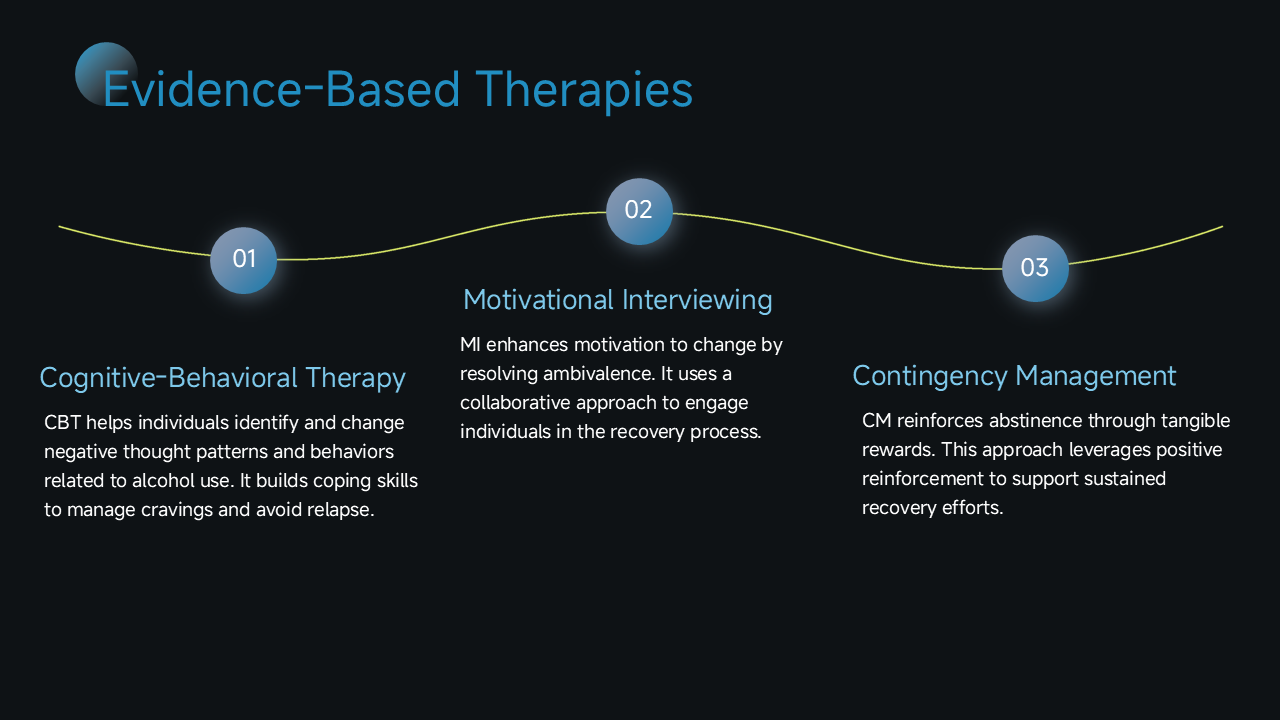 Evidence-Based Therapies
01
02
03
Cognitive-Behavioral Therapy
CBT helps individuals identify and change
negative thought patterns and behaviors
related to alcohol use. It builds coping skills
to manage cravings and avoid relapse.
Motivational Interviewing
MI enhances motivation to change by
resolving ambivalence. It uses a
collaborative approach to engage
individuals in the recovery process.
Contingency Management
CM reinforces abstinence through tangible
rewards. This approach leverages positive
reinforcement to support sustained
recovery efforts.